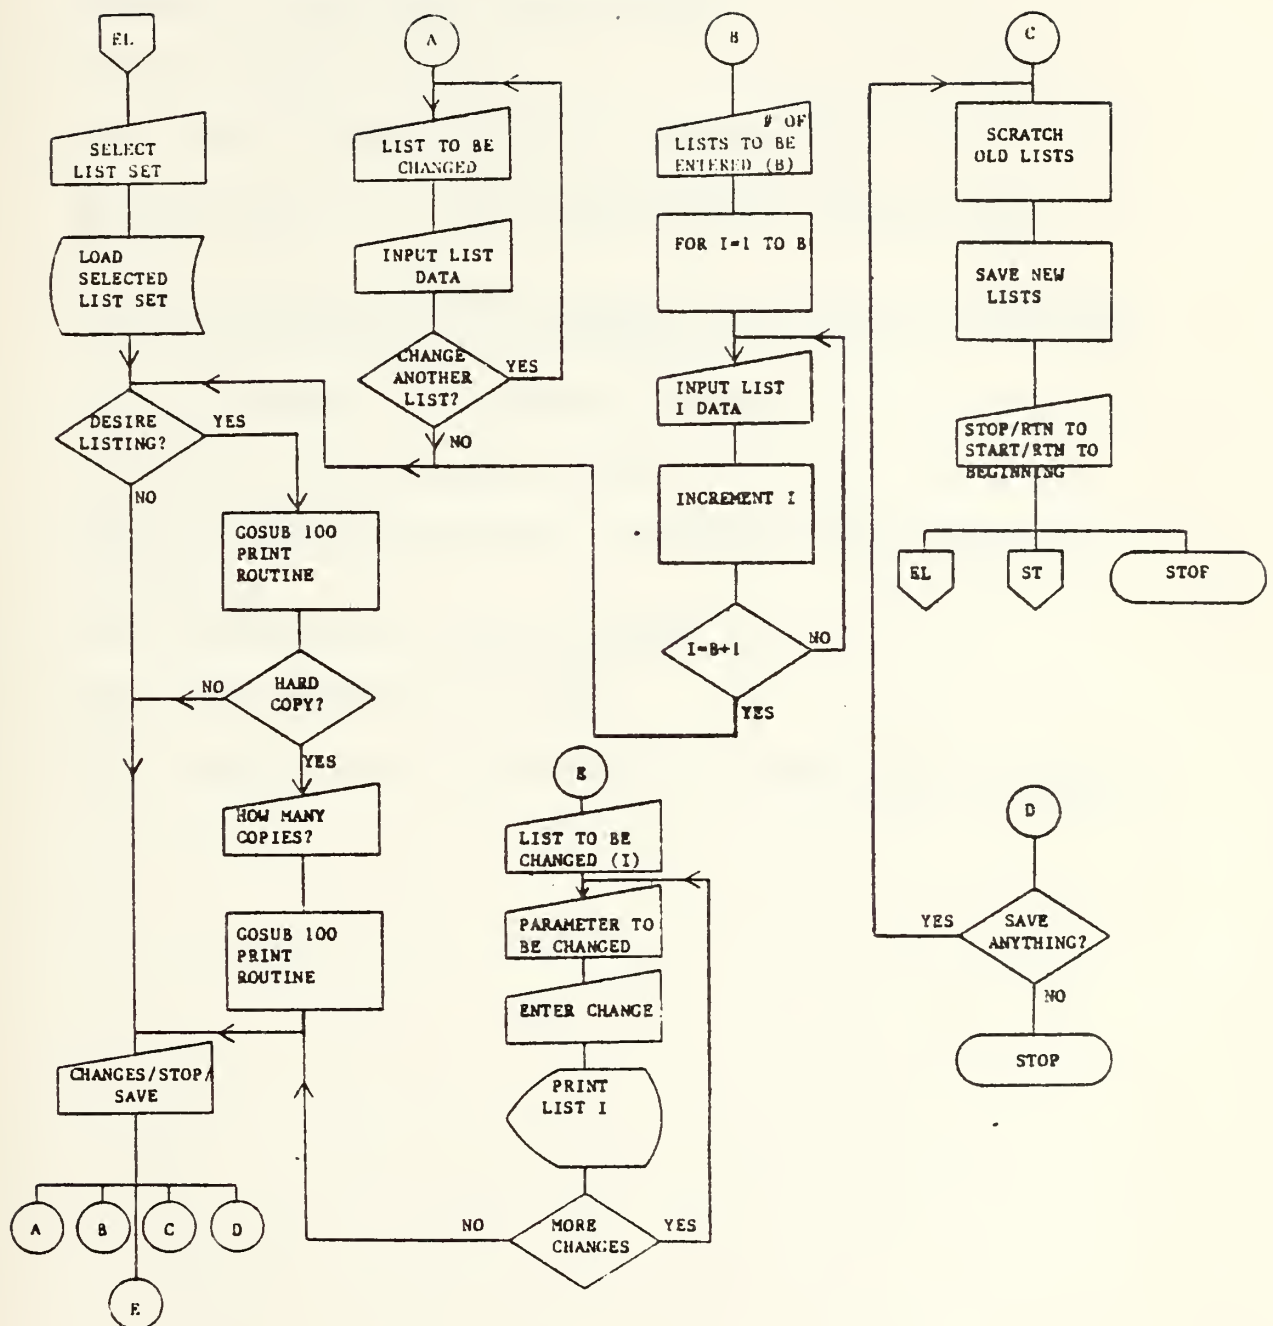 EL
SELECT
LIST SET
LOAD
SELECTED
LIST SET
DESIRE
LISTING?
YES
NO
GOSUB 100
PRINT
ROUTINE
HARD
COPY?
NO
YES
HOW MANY
COPIES?
GOSUB 100
PRINT
ROUTINE
CHANGES/STOP/
SAVE
A
B
C
D
E
A
LIST TO BE
CHANGED
INPUT LIST
DATA
CHANGE
ANOTHER
LIST?
YES
NO
B
# OF
LISTS TO BE
ENTERED (B)
FOR I=1 TO B
INPUT LIST
I DATA
INCREMENT I
I=B+1
NO
YES
E
LIST TO BE
CHANGED (I)
PARAMETER TO
BE CHANGED
ENTER CHANGE
PRINT
LIST I
MORE
CHANGES
NO
YES
C
SCRATCH
OLD LISTS
SAVE NEW
LISTS
STOP/RTN TO
START/RTN TO
BEGINNING
EL
ST
STOP
D
SAVE
ANYTHING?
YES
NO
STOP